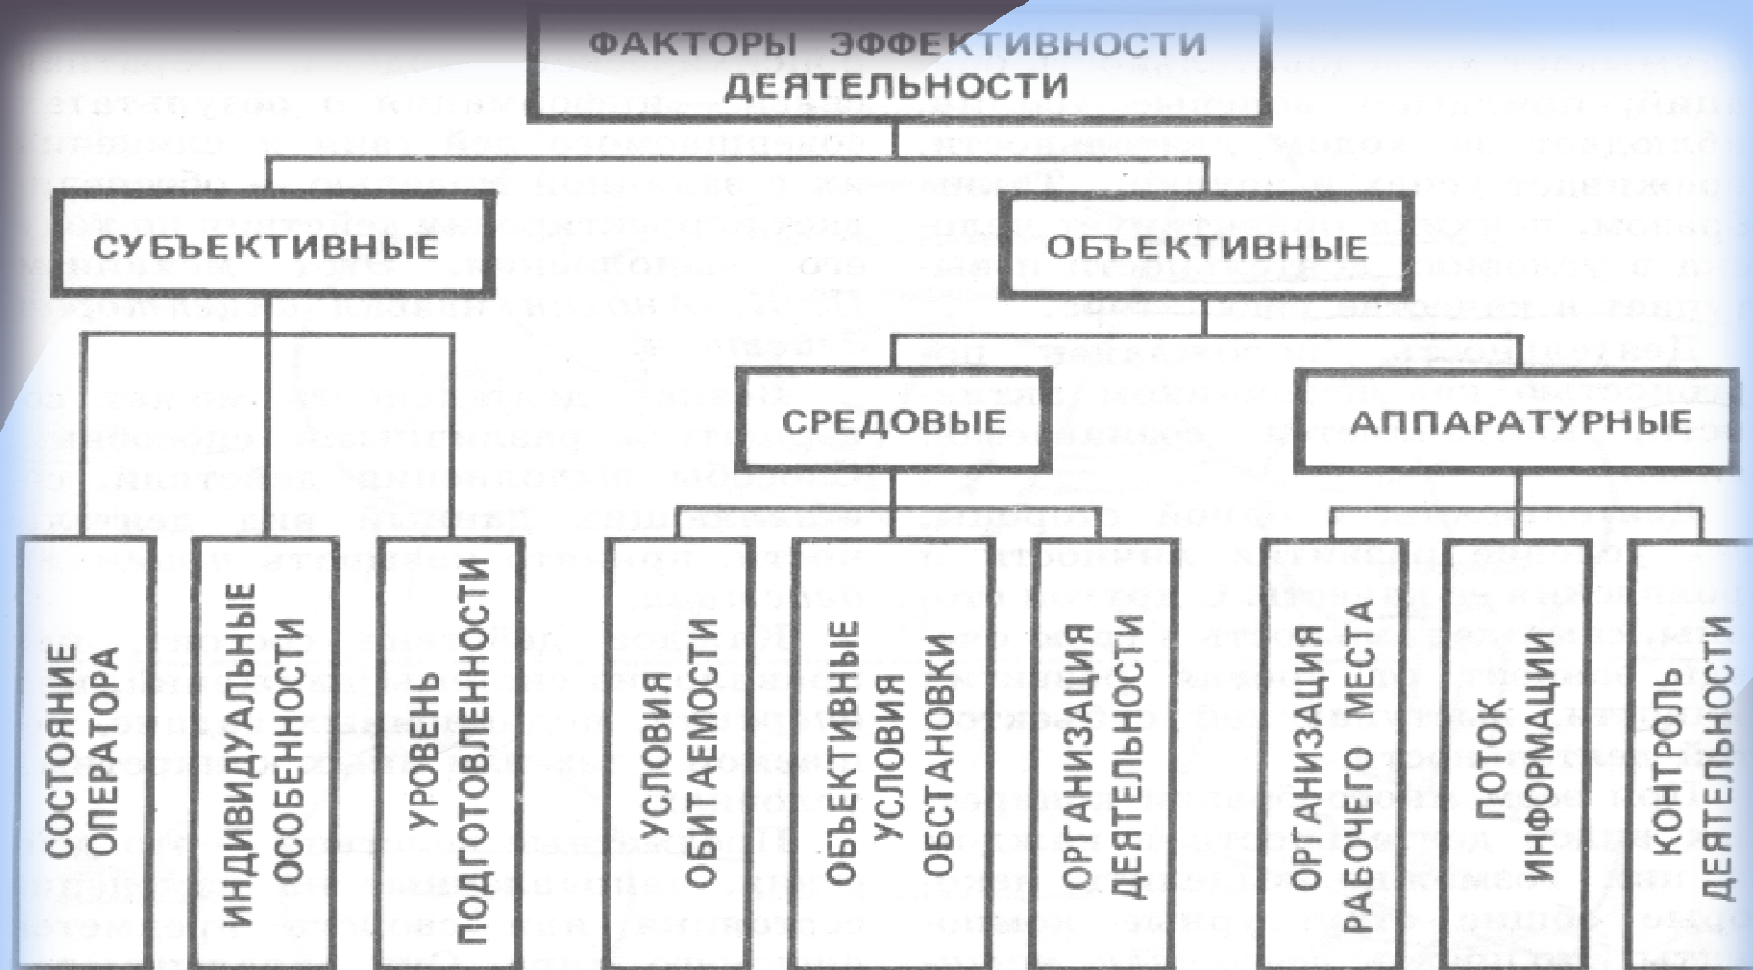 ФАКТОРЫ ЭФФЕКТИВНОСТИ
ДЕЯТЕЛЬНОСТИ
СУБЪЕКТИВНЫЕ
ОБЪЕКТИВНЫЕ
СРЕДОВЫЕ
АППАРАТУРНЫЕ
СОСТОЯНИЕ
ОПЕРАТОРА
ИНДИВИДУАЛЬНЫЕ
ОСОБЕННОСТИ
УРОВЕНЬ
ПОДГОТОВЛЕННОСТИ
УСЛОВИЯ
ОБИТАЕМОСТИ
ОБЪЕКТИВНЫЕ
УСЛОВИЯ
ОБСТАНОВКИ
ОРГАНИЗАЦИЯ
ДЕЯТЕЛЬНОСТИ
ОРГАНИЗАЦИЯ
РАБОЧЕГО МЕСТА
ПОТОК
ИНФОРМАЦИИ
КОНТРОЛЬ
ДЕЯТЕЛЬНОСТИ